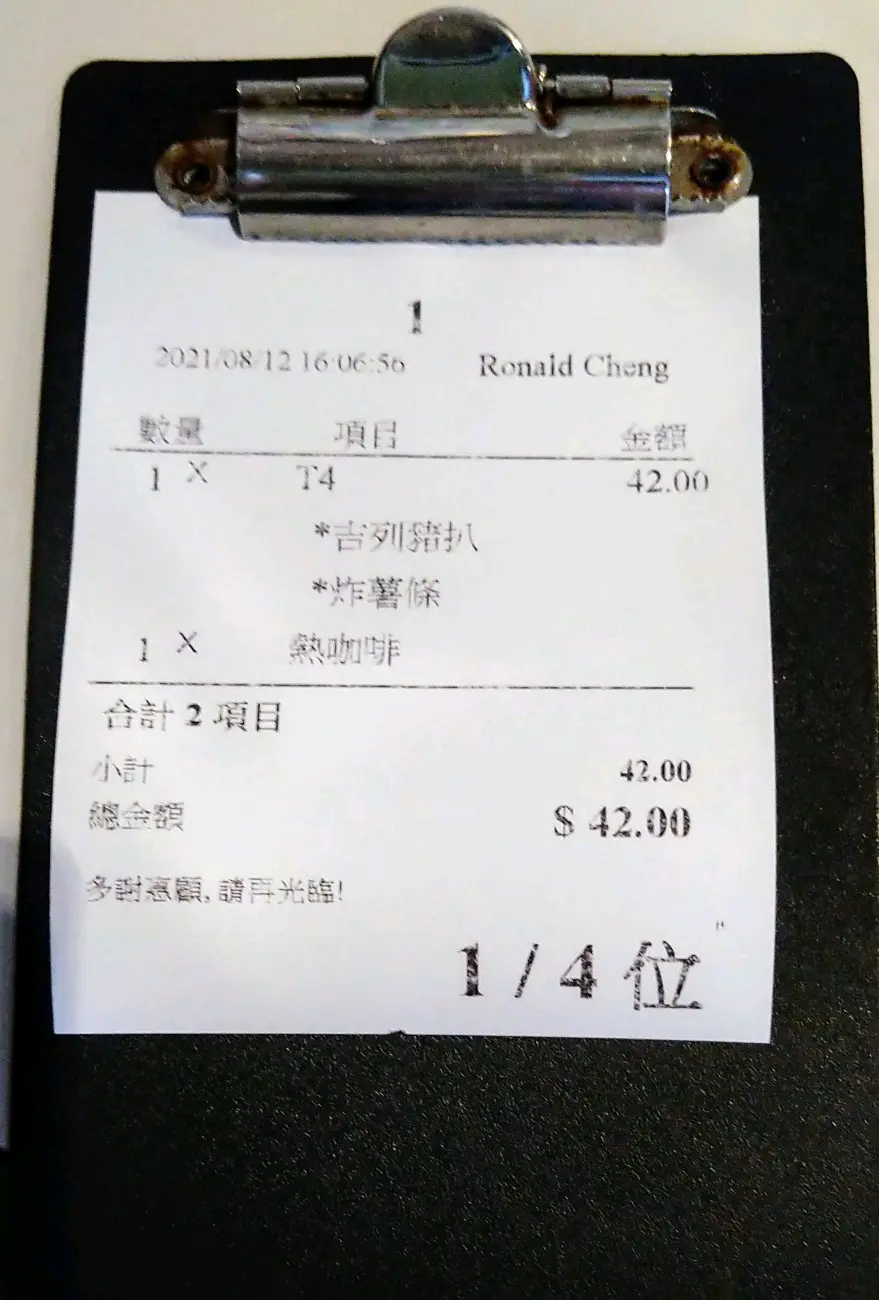 1
2021/08/12 16:06:56 Ronald Cheng
數量 項目 金額
1 X T4 42.00
*吉列豬扒
*炸薯條
1 X 熱咖啡
合計 2 項目
小計 42.00
總金額 $ 42.00
多謝惠顧, 請再光臨!
1 / 4 位